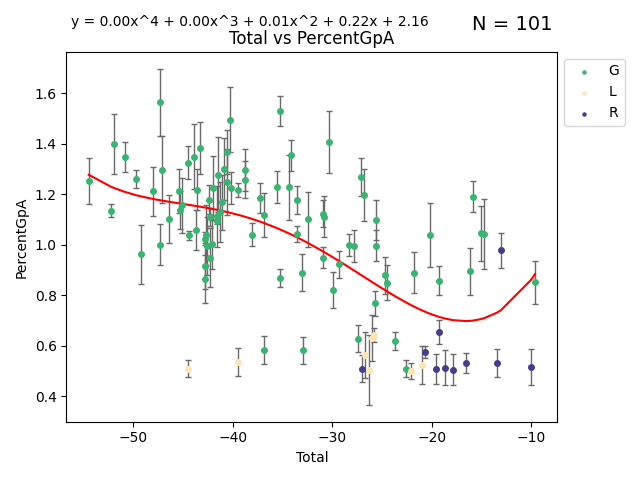 y = 0.00x^4 + 0.00x^3 + 0.01x^2 + 0.22x + 2.16
N = 101
Total vs PercentGpA
G
L
R
PercentGpA
1.6
1.4
1.2
1.0
0.8
0.6
0.4
−50 −40 −30 −20 −10
Total